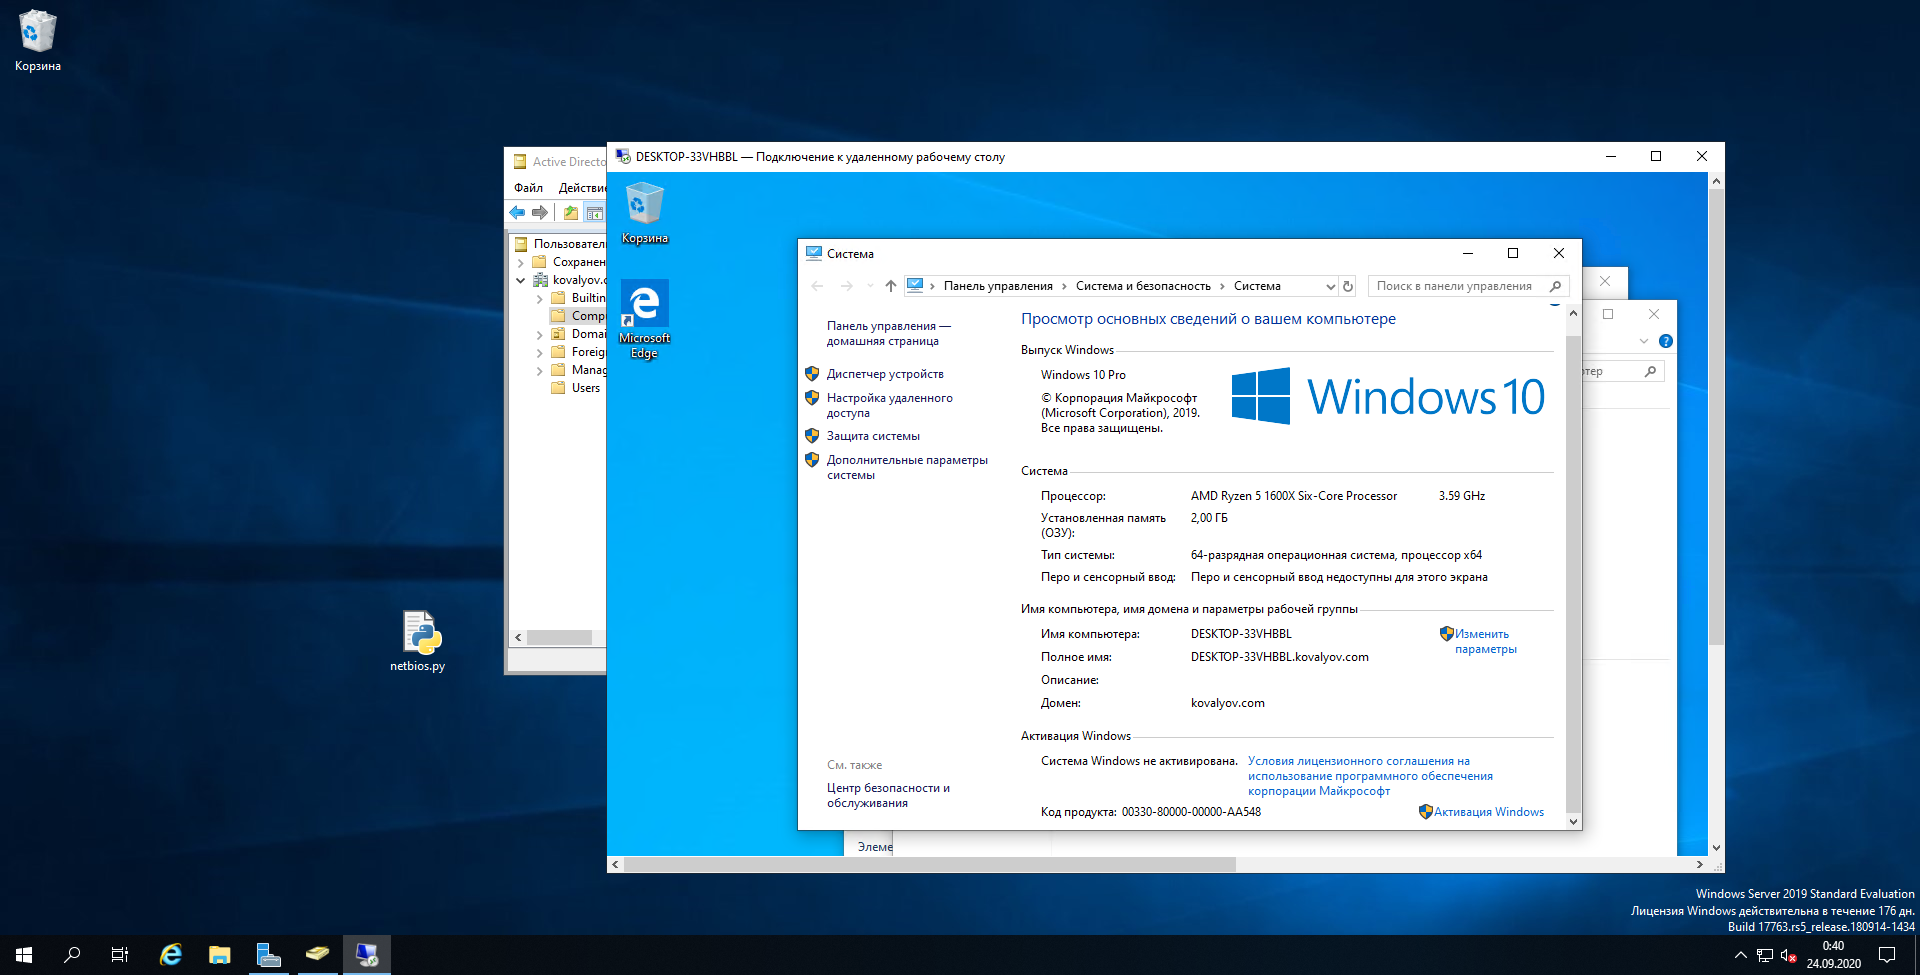 Корзина
netbios.py
Active Directo
Файл Действие
Пользовател
Сохранен
kovalyov.c
Builtin
Comp
Domai
Foreig
Manag
Users
DESKTOP-33VHBBL — Подключение к удаленному рабочему столу
Корзина
Microsoft
Edge
Система
Панель управления
Система и безопасность
Система
Поиск в панели управления
Панель управления —
домашняя страница
Диспетчер устройств
Настройка удаленного
доступа
Защита системы
Дополнительные параметры
системы
См. также
Центр безопасности и
обслуживания
Просмотр основных сведений о вашем компьютере
Выпуск Windows
Windows 10 Pro
© Корпорация Майкрософт
(Microsoft Corporation), 2019.
Все права защищены.
Windows 10
Система
Процессор: AMD Ryzen 5 1600X Six-Core Processor 3.59 GHz
Установленная память
(ОЗУ): 2,00 ГБ
Тип системы: 64-разрядная операционная система, процессор x64
Перо и сенсорный ввод: Перо и сенсорный ввод недоступны для этого экрана
Имя компьютера, имя домена и параметры рабочей группы
Имя компьютера: DESKTOP-33VHBBL
Изменить
параметры
Полное имя: DESKTOP-33VHBBL.kovalyov.com
Описание:
Домен: kovalyov.com
Активация Windows
Система Windows не активирована.
Условия лицензионного соглашения на
использование программного обеспечения
корпорации Майкрософт
Код продукта: 00330-80000-00000-AA548
Активация Windows
?
тер
Элеме
Windows Server 2019 Standard Evaluation
Лицензия Windows действительна в течение 176 дн.
Build 17763.rs5_release.180914-1434
0:40
24.09.2020